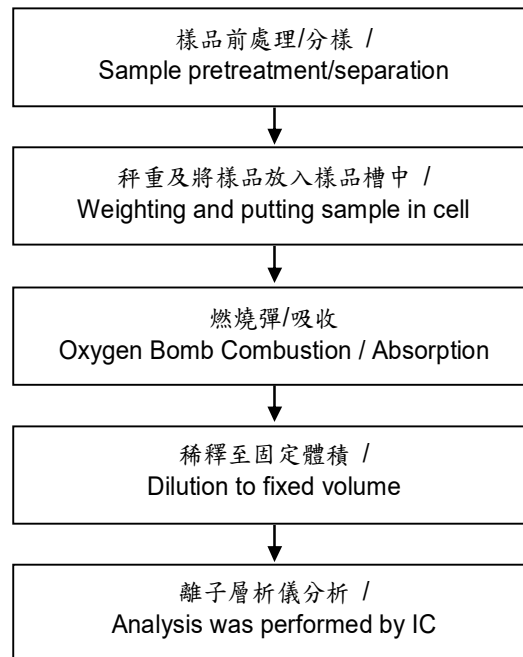 樣品前處理/分樣 /
Sample pretreatment/separation
秤重及將樣品放入樣品槽中 /
Weighting and putting sample in cell
燃燒彈/吸收
Oxygen Bomb Combustion / Absorption
稀釋至固定體積 /
Dilution to fixed volume
離子層析儀分析 /
Analysis was performed by IC